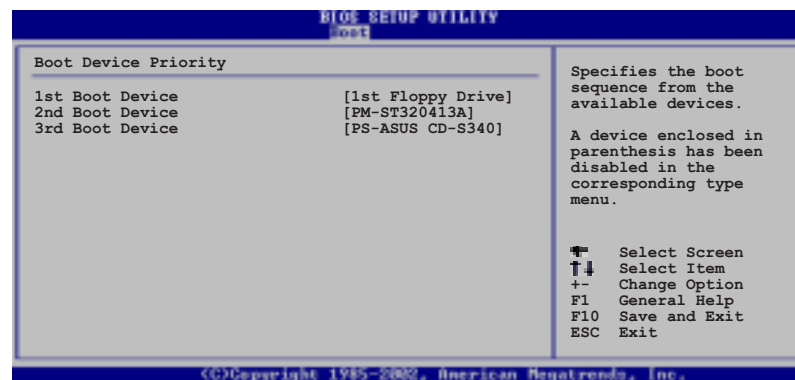 BIOS SETUP UTILITY
Boot
Boot Device Priority
1st Boot Device [1st Floppy Drive]
2nd Boot Device [PM-ST320413A]
3rd Boot Device [PS-ASUS CD-S340]
Specifies the boot
sequence from the
available devices.
A device enclosed in
parenthesis has been
disabled in the
corresponding type
menu.
Select Screen
↑↓ Select Item
+- Change Option
F1 General Help
F10 Save and Exit
ESC Exit
(C)Copyright 1985-2002, American Megatrends, Inc.